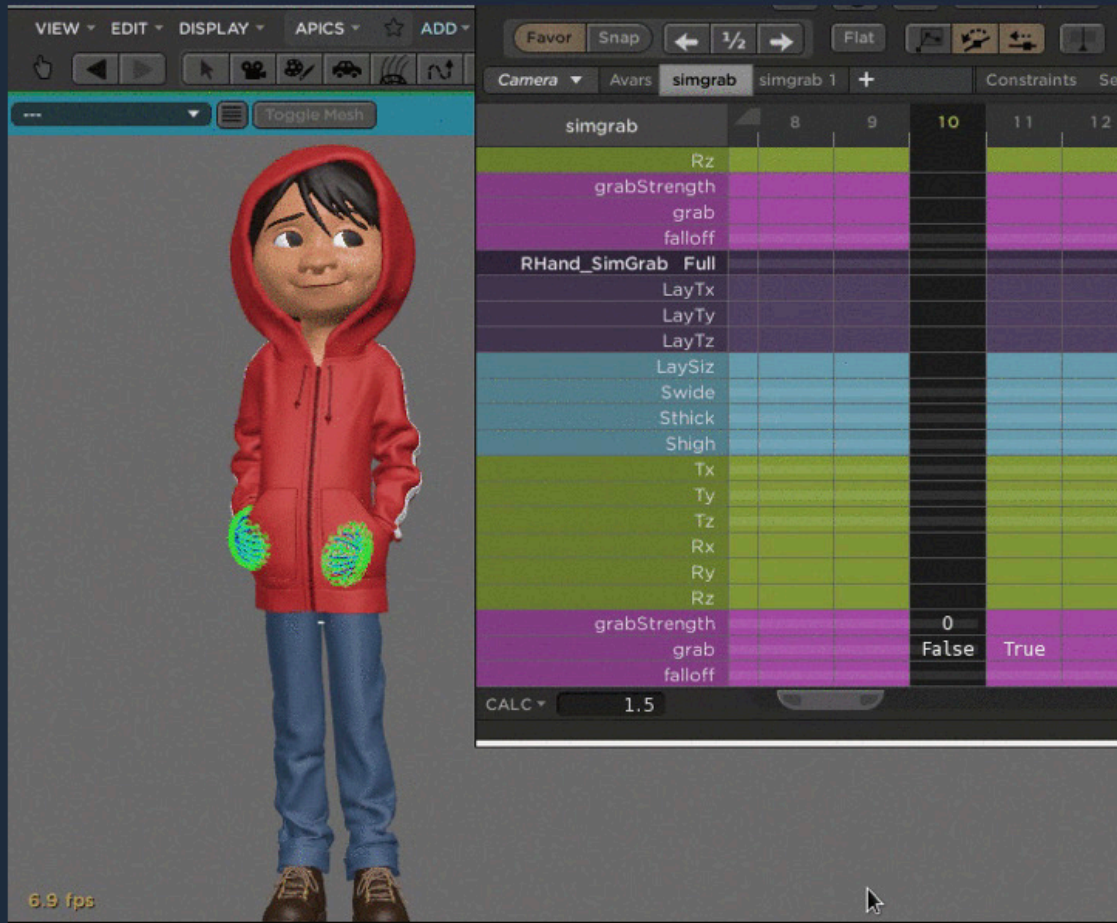 VIEW EDIT DISPLAY APICS ADD
---
Toggle Mesh
6.9 fps
Favor Snap ½ Flat
Camera Avars simgrab simgrab 1 + Constraints
simgrab 8 9 10 11 12
Rz
grabStrength
grab
falloff
RHand_SimGrab Full
LayTx
LayTy
LayTz
LaySiz
Swide
Sthick
Shigh
Tx
Ty
Tz
Rx
Ry
Rz
grabStrength 0
grab False True
falloff
CALC 1.5